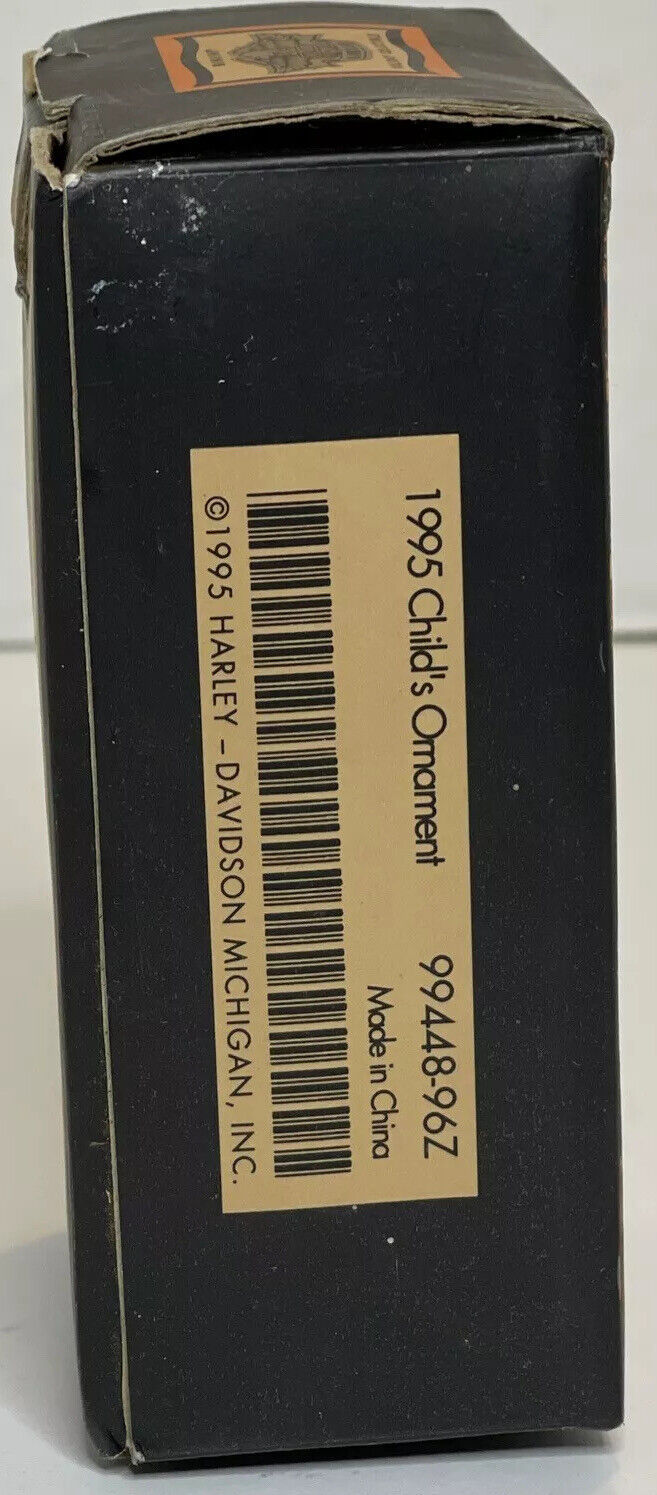 1995 Child's Ornament 99448-96Z
Made in China
©1995 HARLEY-DAVIDSON MICHIGAN, INC.